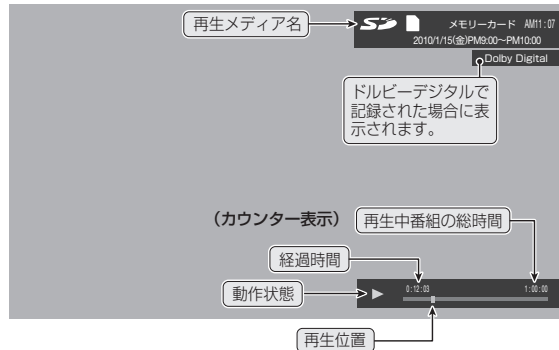 再生メディア名
SD メモリーカード AM11:07
2010/1/15(金)PM9:00～PM10:00
Dolby Digital
ドルビーデジタルで
記録された場合に表
示されます。
(カウンター表示)
再生中番組の総時間
経過時間
動作状態
0:12:03 1:00:00
再生位置